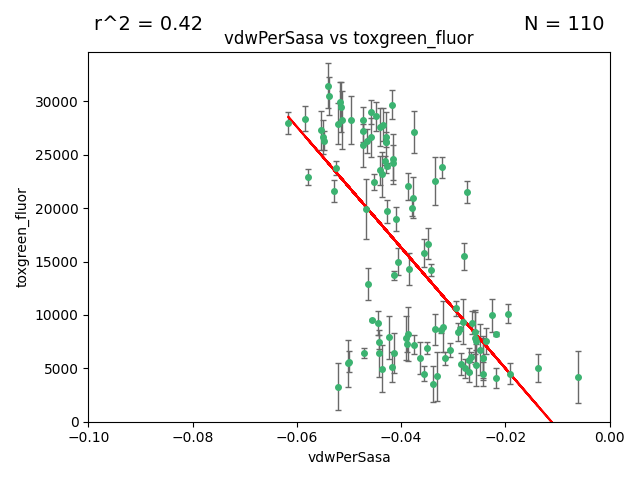 r^2 = 0.42
N = 110
vdwPerSasa vs toxgreen_fluor
toxgreen_fluor
30000
25000
20000
15000
10000
5000
0
−0.10
−0.08
−0.06
−0.04
−0.02
0.00
vdwPerSasa